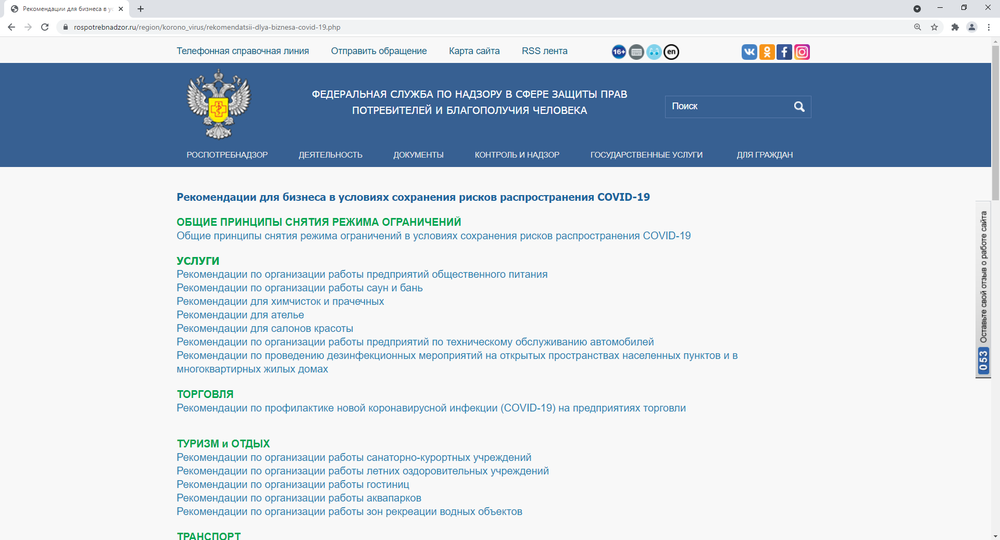 Рекомендации для бизнеса в ус
rospotrebnadzor.ru/region/korono_virus/rekomendatsii-dlya-biznesa-covid-19.php
Телефонная справочная линия Отправить обращение Карта сайта RSS лента 16+ en
ФЕДЕРАЛЬНАЯ СЛУЖБА ПО НАДЗОРУ В СФЕРЕ ЗАЩИТЫ ПРАВ
ПОТРЕБИТЕЛЕЙ И БЛАГОПОЛУЧИЯ ЧЕЛОВЕКА
Поиск
РОСПОТРЕБНАДЗОР ДЕЯТЕЛЬНОСТЬ ДОКУМЕНТЫ КОНТРОЛЬ И НАДЗОР ГОСУДАРСТВЕННЫЕ УСЛУГИ ДЛЯ ГРАЖДАН
Рекомендации для бизнеса в условиях сохранения рисков распространения COVID-19
ОБЩИЕ ПРИНЦИПЫ СНЯТИЯ РЕЖИМА ОГРАНИЧЕНИЙ
Общие принципы снятия режима ограничений в условиях сохранения рисков распространения COVID-19
УСЛУГИ
Рекомендации по организации работы предприятий общественного питания
Рекомендации по организации работы саун и бань
Рекомендации для химчисток и прачечных
Рекомендации для ателье
Рекомендации для салонов красоты
Рекомендации по организации работы предприятий по техническому обслуживанию автомобилей
Рекомендации по проведению дезинфекционных мероприятий на открытых пространствах населенных пунктов и в
многоквартирных жилых домах
ТОРГОВЛЯ
Рекомендации по профилактике новой коронавирусной инфекции (COVID-19) на предприятиях торговли
ТУРИЗМ и ОТДЫХ
Рекомендации по организации работы санаторно-курортных учреждений
Рекомендации по организации работы летних оздоровительных учреждений
Рекомендации по организации работы гостиниц
Рекомендации по организации работы аквапарков
Рекомендации по организации работы зон рекреации водных объектов
ТРАНСПОРТ
053 Оставьте свой отзыв о работе сайта